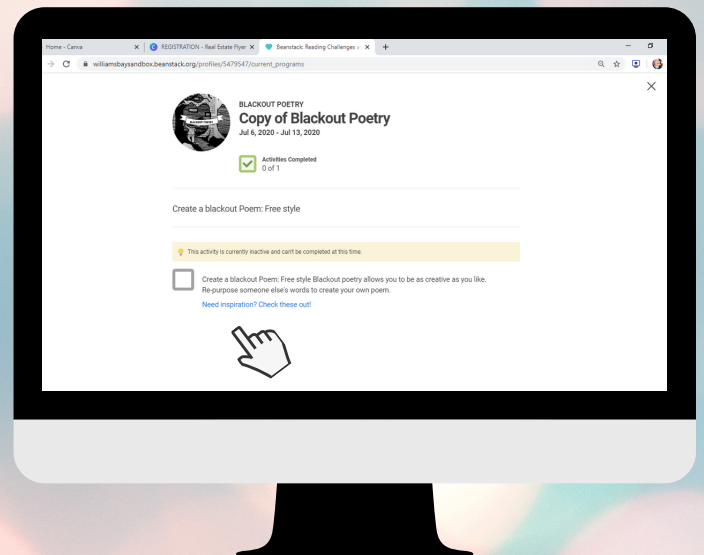 Home - Canva
REGISTRATION - Real Estate Flyer
Beanstack: Reading Challenges
williamsbaysandbox.beanstack.org/profiles/5479547/current_programs
BLACKOUT POETRY
BLACKOUT POETRY
Copy of Blackout Poetry
Jul 6, 2020 - Jul 13, 2020
Activities Completed
0 of 1
Create a blackout Poem: Free style
This activity is currently inactive and can't be completed at this time.
Create a blackout Poem: Free style Blackout poetry allows you to be as creative as you like.
Re-purpose someone else's words to create your own poem.
Need inspiration? Check these out!